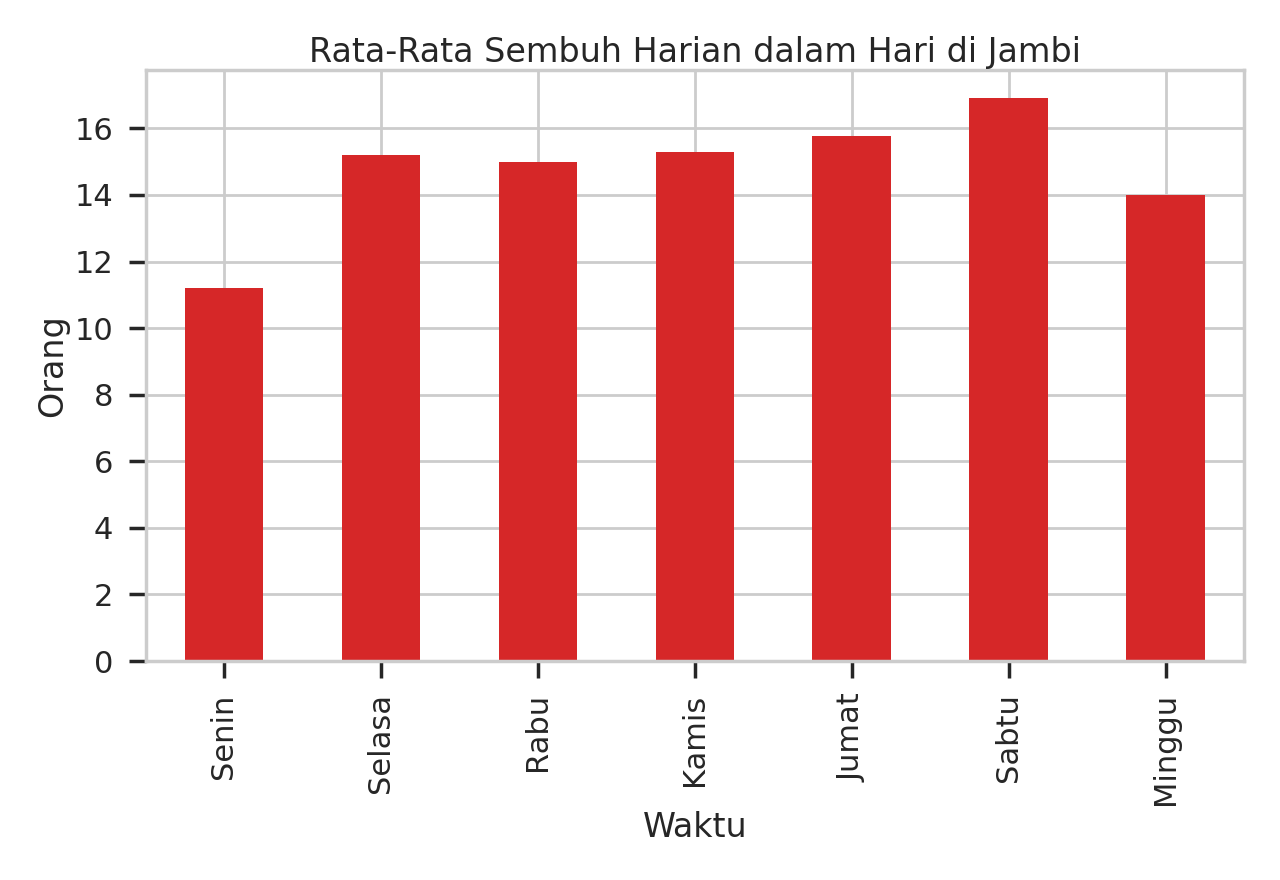 Rata-Rata Sembuh Harian dalam Hari di Jambi
Orang
16
14
12
10
8
6
4
2
0
Senin
Selasa
Rabu
Kamis
Jumat
Sabtu
Minggu
Waktu